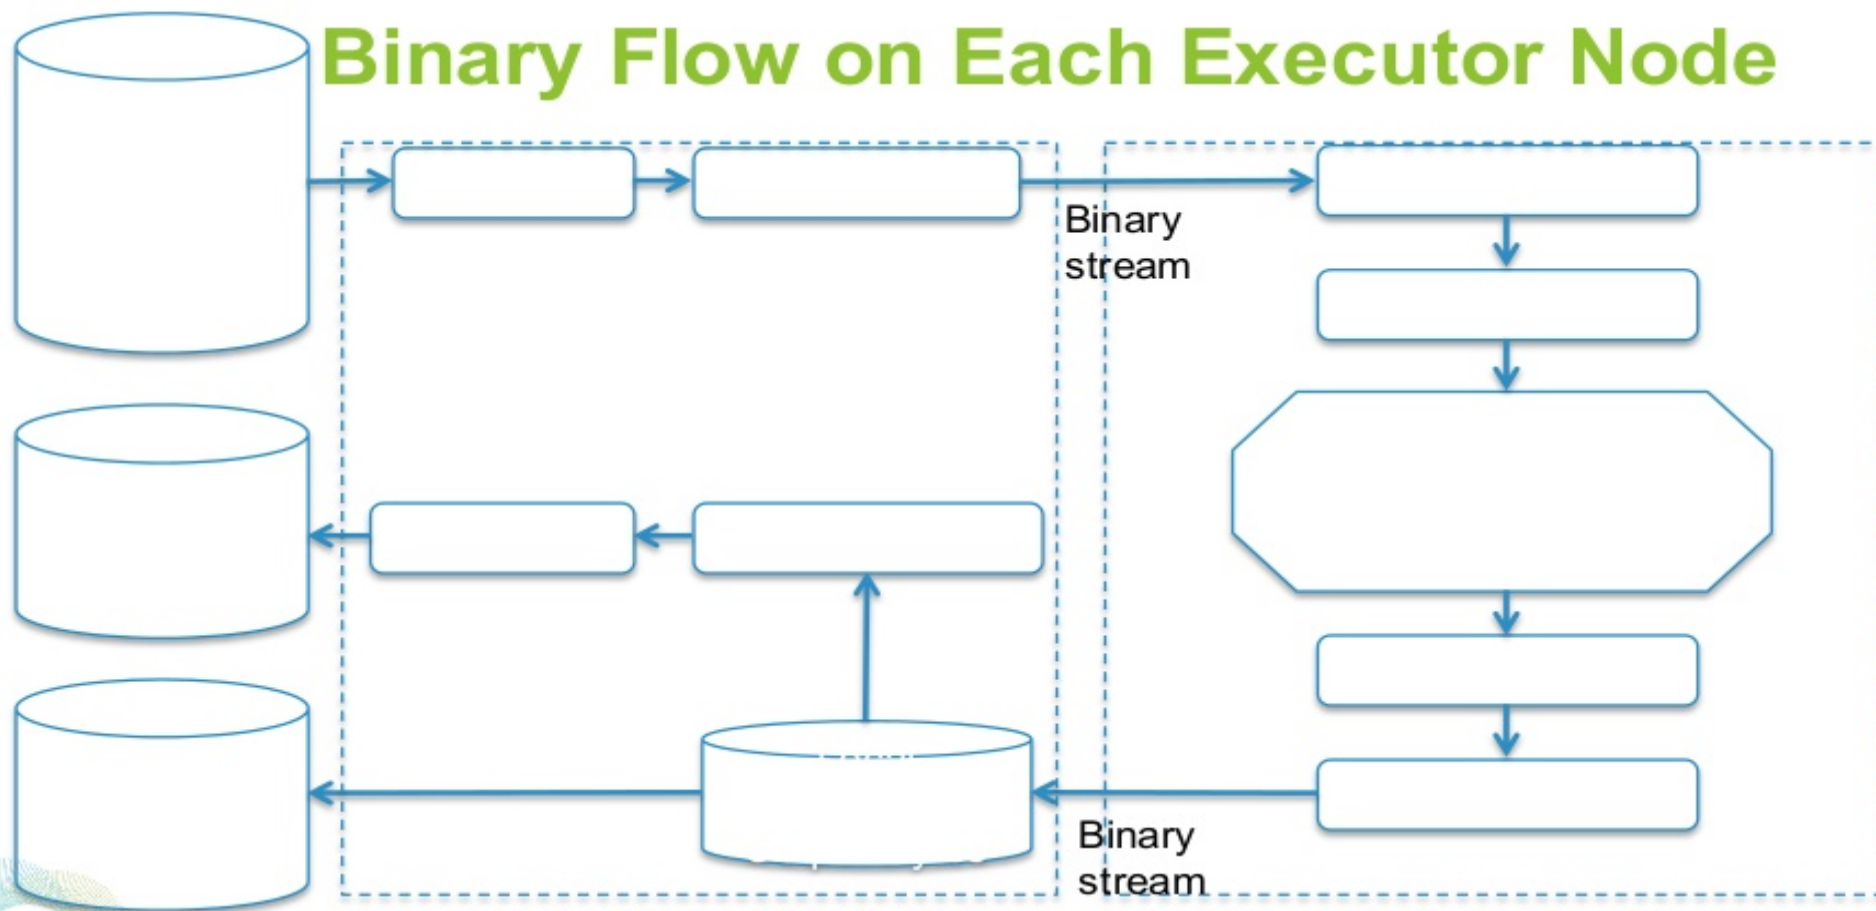 Binary Flow on Each Executor Node
Binary
stream
Binary
stream